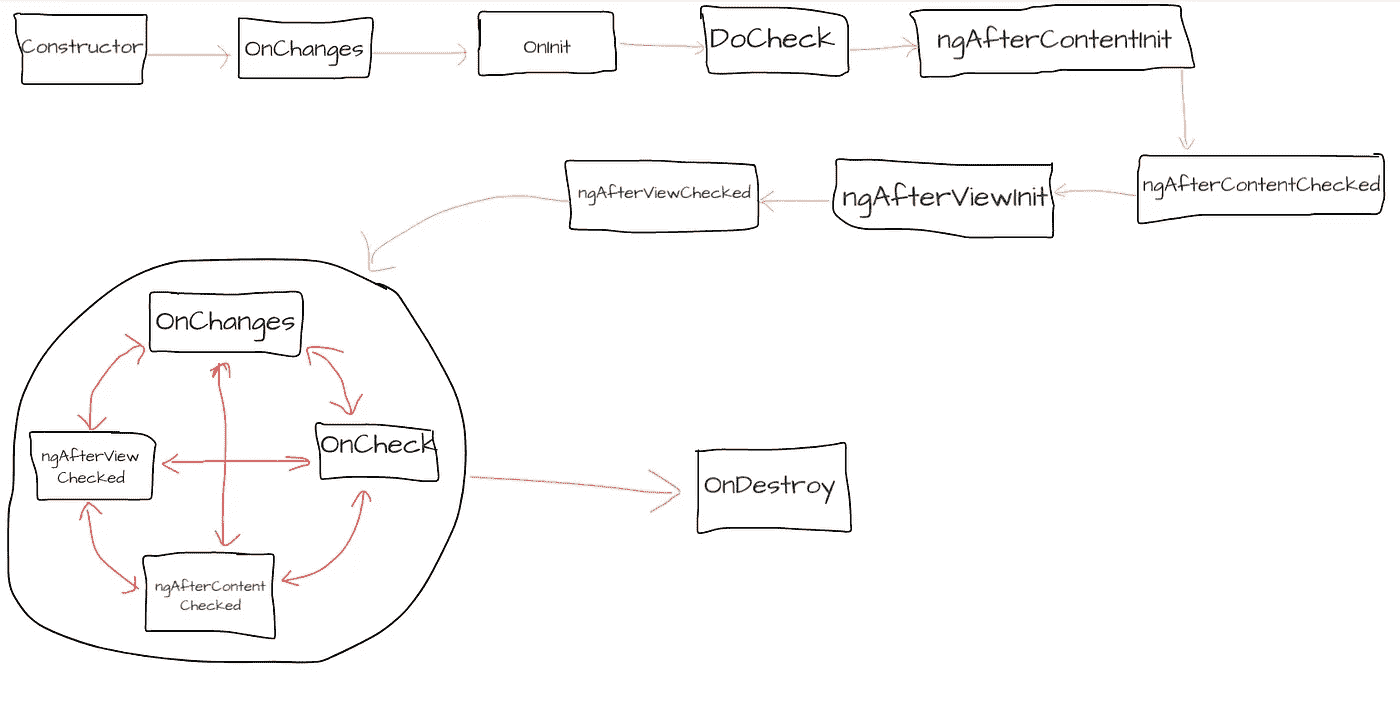 Constructor
OnChanges
OnInit
DoCheck
ngAfterContentInit
ngAfterContentChecked
ngAfterViewInit
ngAfterViewChecked
OnChanges
OnCheck
ngAfterContent
Checked
ngAfterView
Checked
OnDestroy